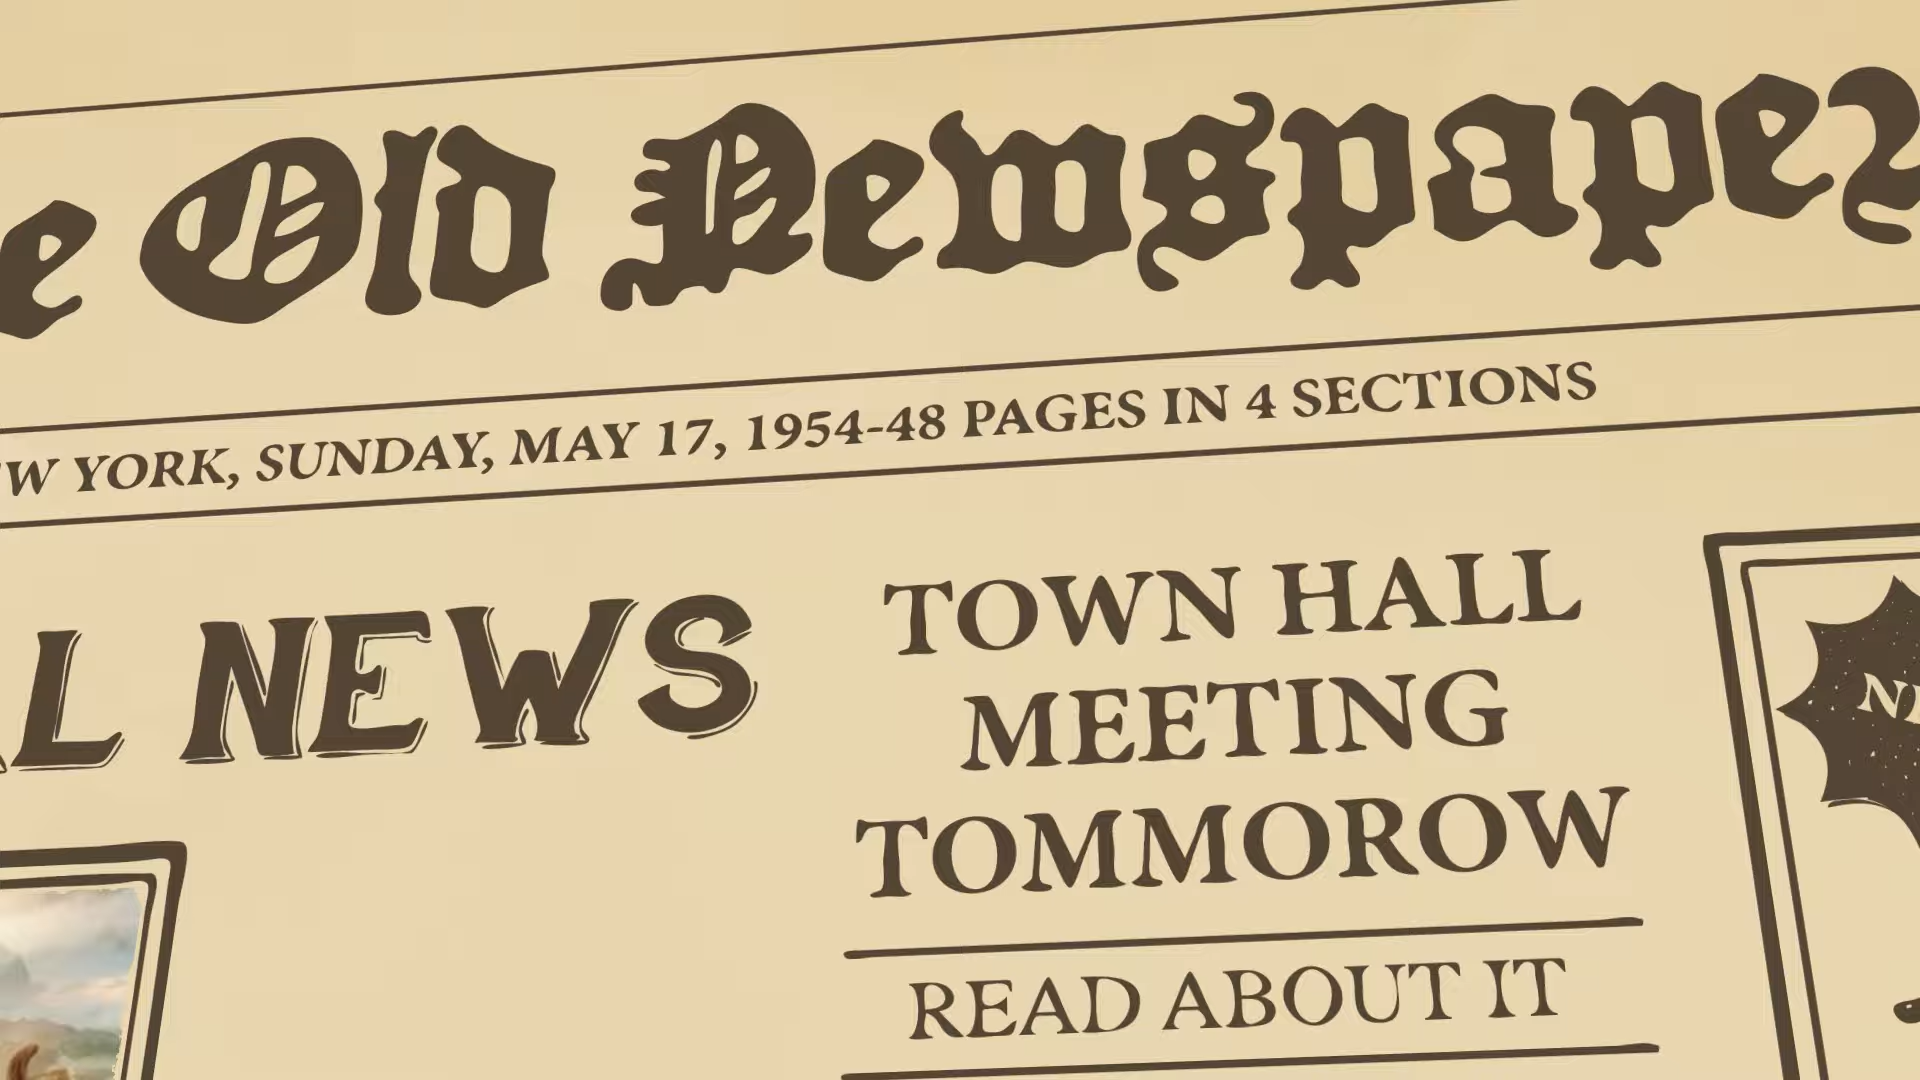 e Old Newspaper
W YORK, SUNDAY, MAY 17, 1954-48 PAGES IN 4 SECTIONS
L NEWS
TOWN HALL
MEETING
TOMMOROW
READ ABOUT IT